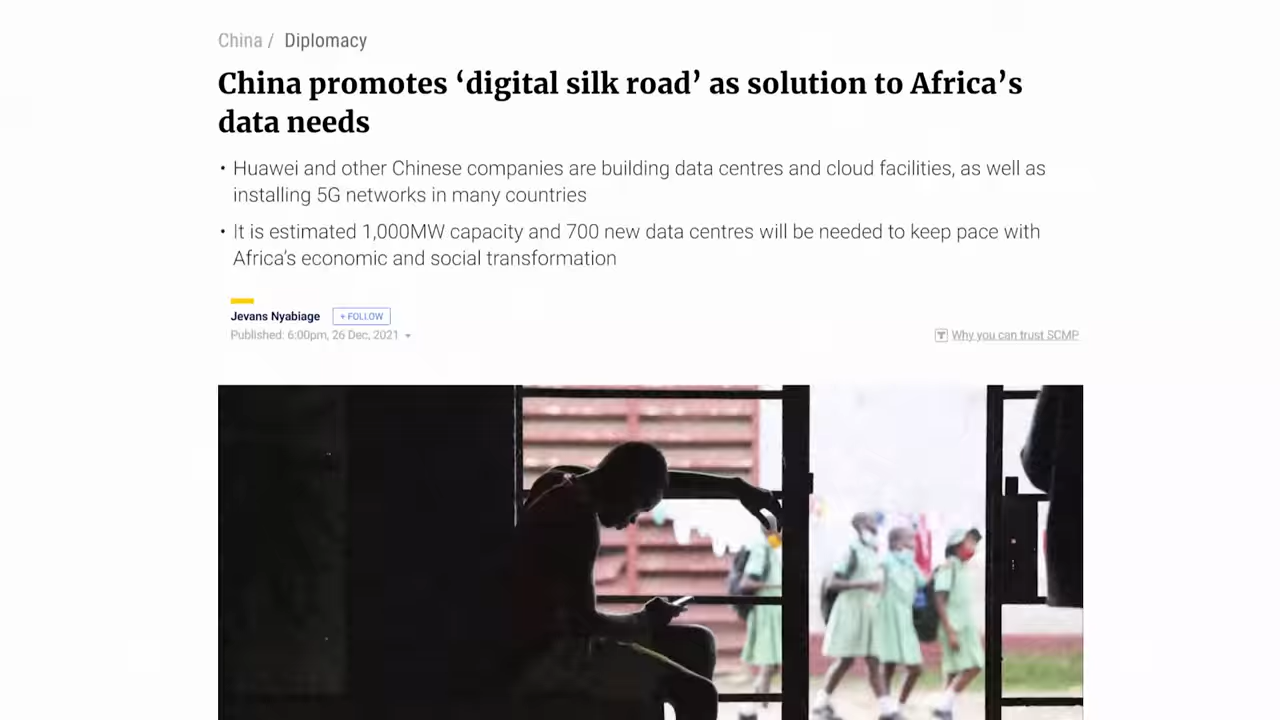 China / Diplomacy
China promotes ‘digital silk road’ as solution to Africa’s
data needs
• Huawei and other Chinese companies are building data centres and cloud facilities, as well as
installing 5G networks in many countries
• It is estimated 1,000MW capacity and 700 new data centres will be needed to keep pace with
Africa’s economic and social transformation
Jevans Nyabiage + FOLLOW
Published: 6:00pm, 26 Dec, 2021
Why you can trust SCMP